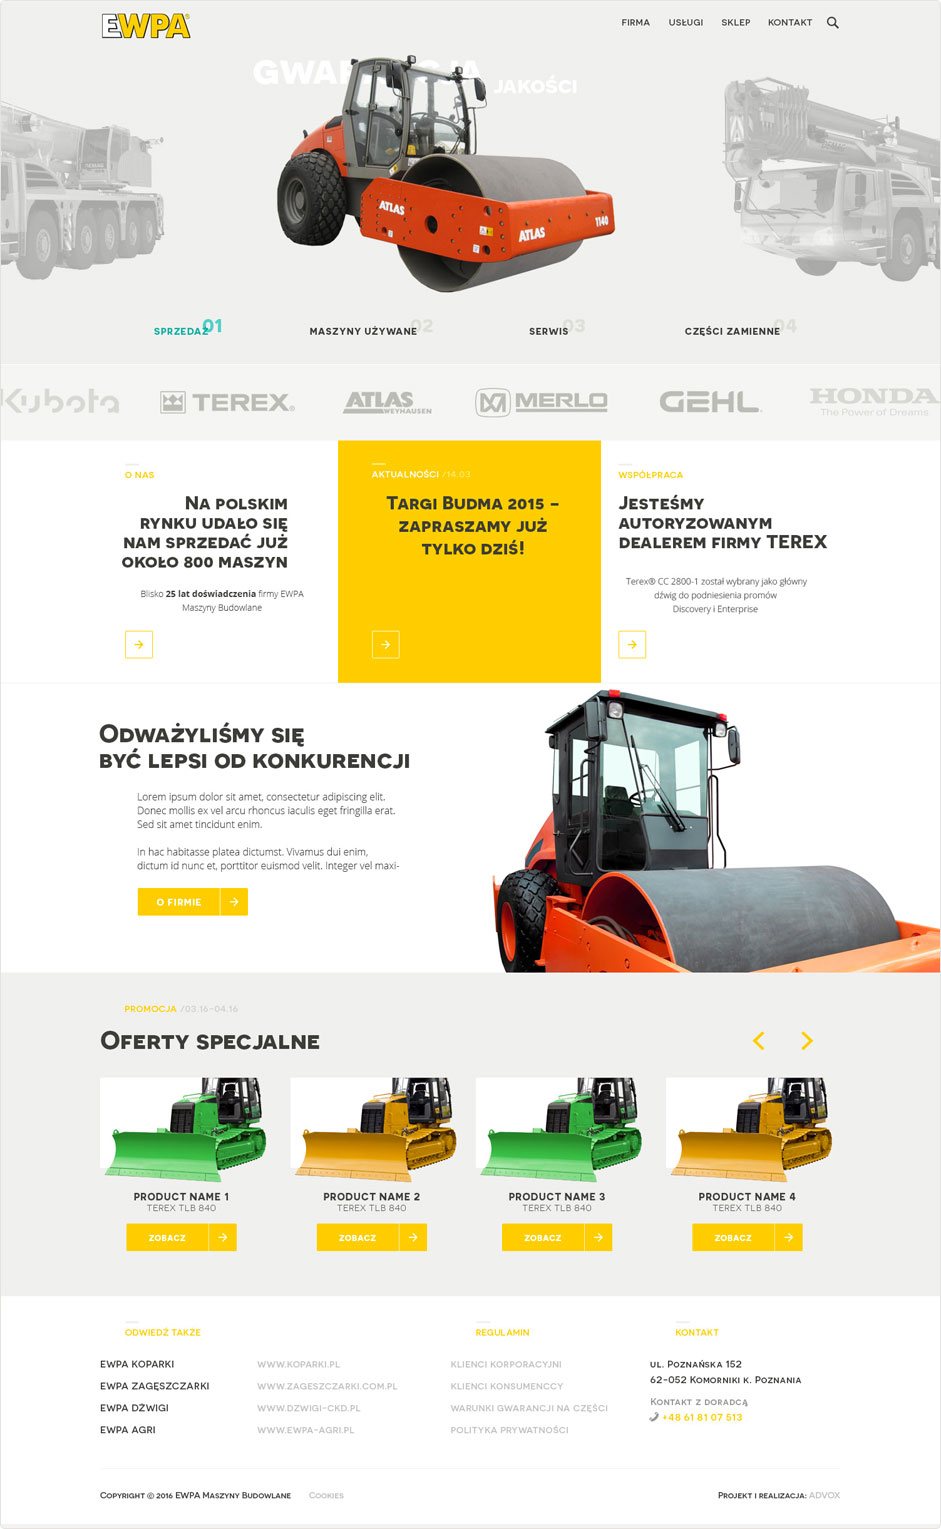 EWPA
FIRMA USŁUGI SKLEP KONTAKT
JAKOŚCI
ATLAS
ATLAS
1140
SPRZEDAŻ 01
MASZYNY UŻYWANE 02
SERWIS 03
CZĘŚCI ZAMIENNE 04
Kubota
TEREX®
ATLAS
WEYHAUSEN
MERLO
GEHL
HONDA
The Power of Dreams
O NAS
Na polskim
rynku udało się
nam sprzedać już
około 800 maszyn
Blisko 25 lat doświadczenia firmy EWPA
Maszyny Budowlane
AKTUALNOŚCI /14.03
Targi Budma 2015 –
zapraszamy już
tylko dziś!
WSPÓŁPRACA
Jesteśmy
autoryzowanym
dealerem firmy TEREX
Terex® CC 2800-1 został wybrany jako główny
dźwig do podniesienia promów
Discovery i Enterprise
Odważyliśmy się
być lepsi od konkurencji
Lorem ipsum dolor sit amet, consectetur adipiscing elit.
Donec mollis ex vel arcu rhoncus iaculis eget fringilla erat.
Sed sit amet tincidunt enim.
In hac habitasse platea dictumst. Vivamus dui enim,
dictum id nunc et, porttitor euismod velit. Integer vel maxi-
O FIRMIE
PROMOCJA /03.16-04.16
Oferty specjalne
PRODUCT NAME 1
TEREX TLB 840
ZOBACZ
PRODUCT NAME 2
TEREX TLB 840
ZOBACZ
PRODUCT NAME 3
TEREX TLB 840
ZOBACZ
PRODUCT NAME 4
TEREX TLB 840
ZOBACZ
ODWIEDŹ TAKŻE
EWPA KOPARKI WWW.KOPARKI.PL
EWPA ZAGĘSZCZARKI WWW.ZAGESZCZARKI.COM.PL
EWPA DŹWIGI WWW.DZWIGI-CKD.PL
EWPA AGRI WWW.EWPA-AGRI.PL
REGULAMIN
KLIENCI KORPORACYJNI
KLIENCI KONSUMENCCY
WARUNKI GWARANCJI NA CZĘŚCI
POLITYKA PRYWATNOŚCI
KONTAKT
ul. Poznańska 152
62-052 Komorniki k. Poznania
Kontakt z doradcą
+48 61 81 07 513
Copyright © 2016 EWPA Maszyny Budowlane Cookies
Projekt i realizacja: ADVOX